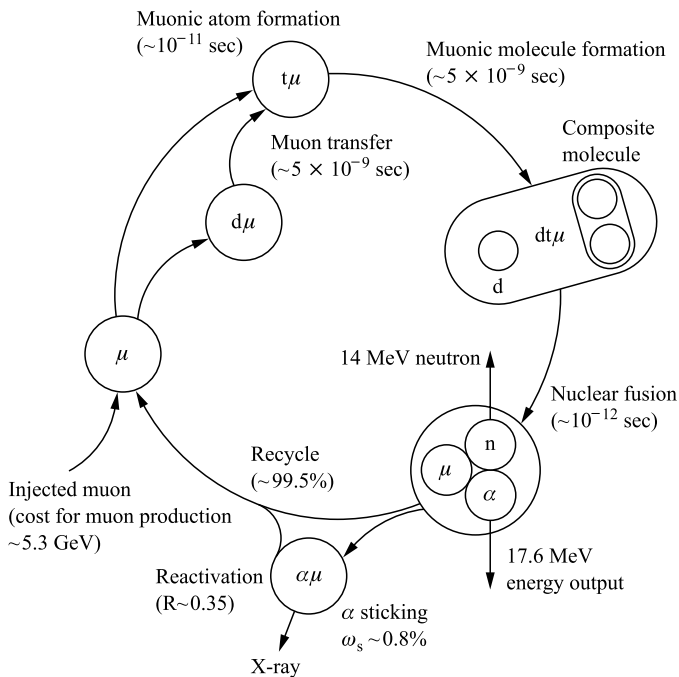 Muonic atom formation
(~10⁻¹¹ sec)
tμ
Muonic molecule formation
(~5 × 10⁻⁹ sec)
Muon transfer
(~5 × 10⁻⁹ sec)
Composite
molecule
dμ
dtμ
d
μ
14 MeV neutron
Nuclear fusion
(~10⁻¹² sec)
n
μ
α
Recycle
(~99.5%)
Injected muon
(cost for muon production
~5.3 GeV)
17.6 MeV
energy output
Reactivation
(R~0.35)
αμ
α sticking
ωₛ ~0.8%
X-ray